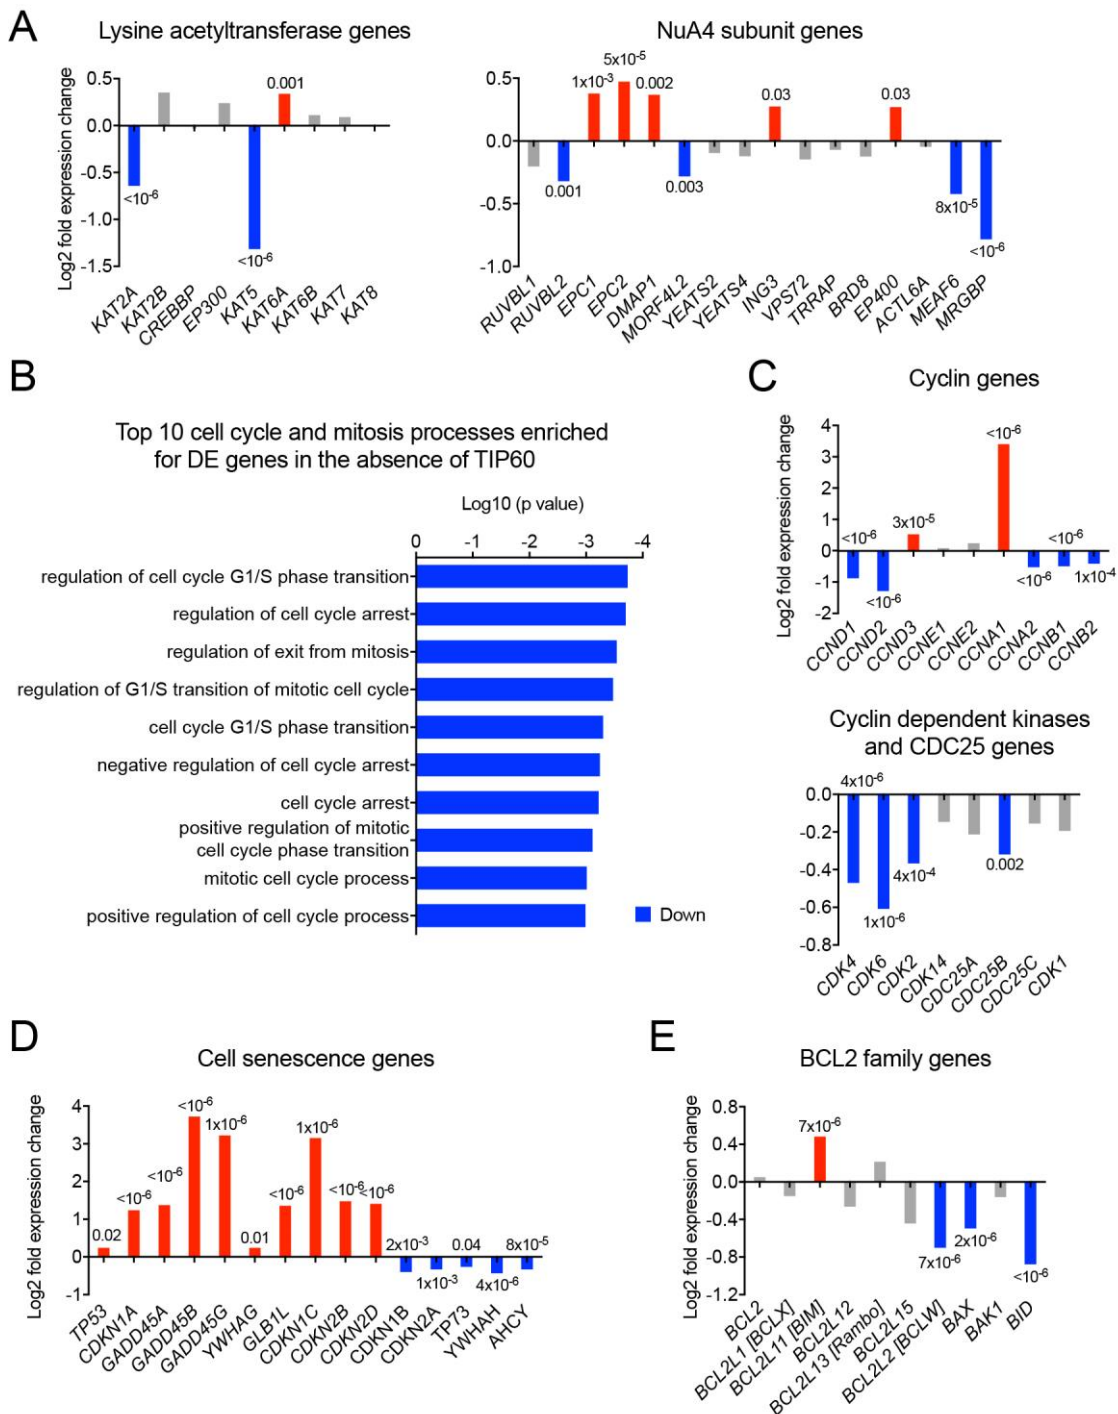 A
Lysine acetyltransferase genes
Log2 fold expression change
0.5
0.0
-0.5
-1.0
-1.5
<10-6
<10-6
0.001
KAT2A
KAT2B
CREBBP
EP300
KAT5
KAT6A
KAT6B
KAT7
KAT8
NuA4 subunit genes
0.5
0.0
-0.5
-1.0
0.001
1x10-3
5x10-5
0.002
0.003
0.03
0.03
8x10-5
<10-6
RUVBL1
RUVBL2
EPC1
EPC2
DMAP1
MORF4L2
YEATS2
YEATS4
ING3
VPS72
TRRAP
BRD8
EP400
ACTL6A
MEAF6
MRGBP
B
Top 10 cell cycle and mitosis processes enriched
for DE genes in the absence of TIP60
Log10 (p value)
0 -1 -2 -3 -4
regulation of cell cycle G1/S phase transition
regulation of cell cycle arrest
regulation of exit from mitosis
regulation of G1/S transition of mitotic cell cycle
cell cycle G1/S phase transition
negative regulation of cell cycle arrest
cell cycle arrest
positive regulation of mitotic
cell cycle phase transition
mitotic cell cycle process
positive regulation of cell cycle process
Down
C
Cyclin genes
Log2 fold expression change
4
3
2
1
0
-1
-2
<10-6
<10-6
3x10-5
<10-6
<10-6
<10-6
1x10-4
CCND1
CCND2
CCND3
CCNE1
CCNE2
CCNA1
CCNA2
CCNB1
CCNB2
Cyclin dependent kinases
and CDC25 genes
0.0
-0.2
-0.4
-0.6
-0.8
4x10-6
1x10-6
4x10-4
0.002
CDK4
CDK6
CDK2
CDK14
CDC25A
CDC25B
CDC25C
CDK1
D
Cell senescence genes
Log2 fold expression change
4
3
2
1
0
-1
0.02
<10-6
<10-6
<10-6
1x10-6
0.01
<10-6
1x10-6
<10-6
<10-6
2x10-3
1x10-3
0.04
4x10-6
8x10-5
TP53
CDKN1A
GADD45A
GADD45B
GADD45G
YWHAG
GLB1L
CDKN1C
CDKN2B
CDKN2D
CDKN1B
CDKN2A
TP73
YWHAH
AHCY
E
BCL2 family genes
Log2 fold expression change
0.8
0.4
0.0
-0.4
-0.8
-1.2
7x10-6
7x10-6
2x10-6
<10-6
BCL2
BCL2L1 [BCLX]
BCL2L11 [BIM]
BCL2L12
BCL2L13 [Rambo]
BCL2L15
BCL2L2 [BCLW]
BAX
BAK1
BID